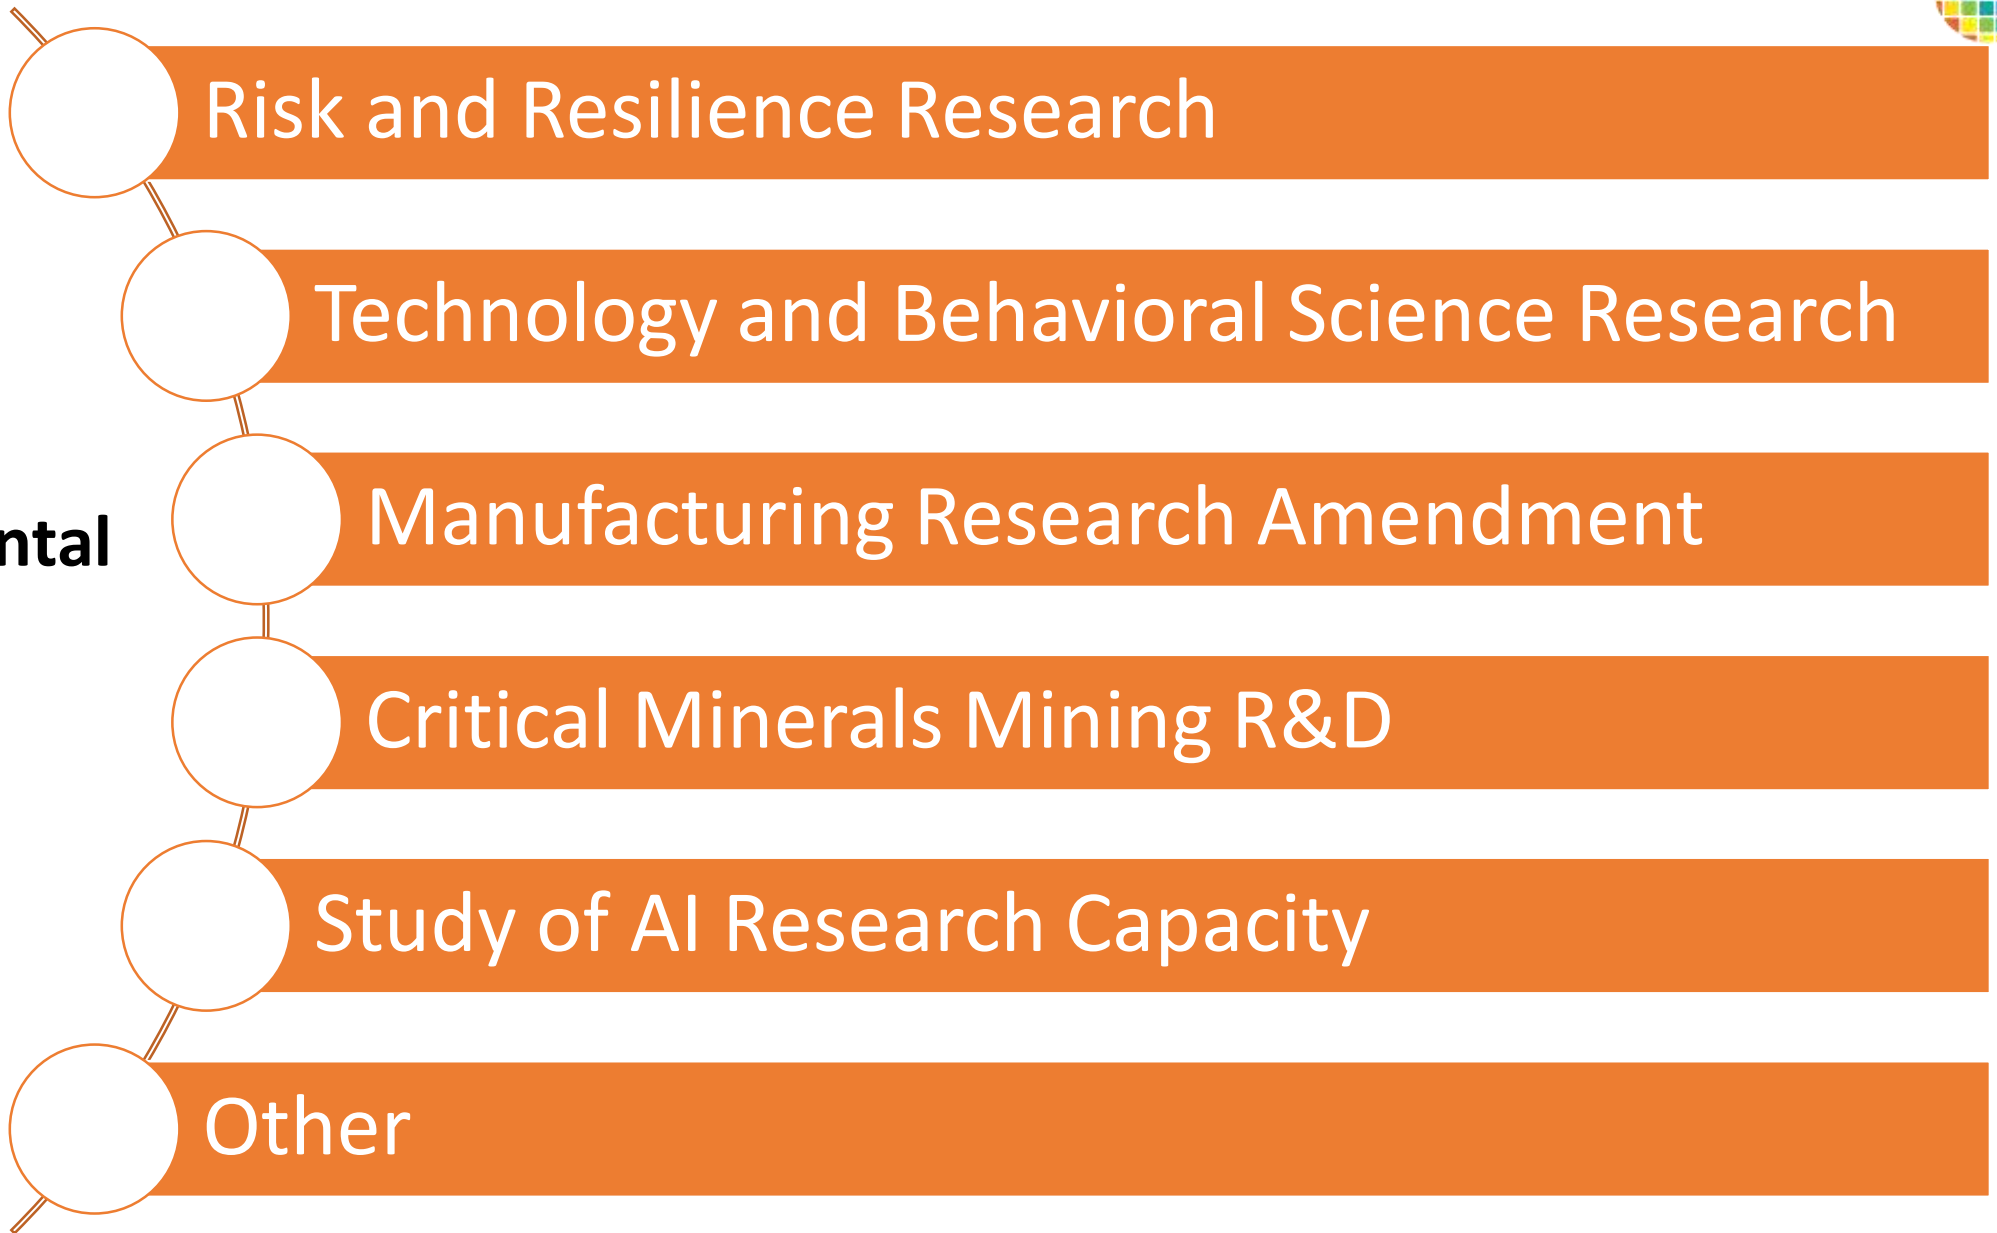 Risk and Resilience Research
Technology and Behavioral Science Research
Manufacturing Research Amendment
ntal
Critical Minerals Mining R&D
Study of AI Research Capacity
Other